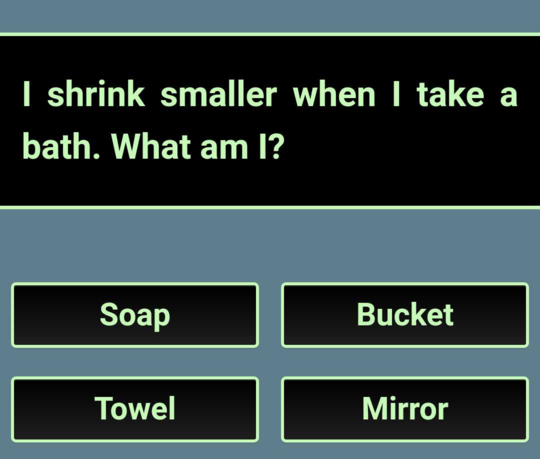 I shrink smaller when I take a
bath. What am I?
Soap
Bucket
Towel
Mirror